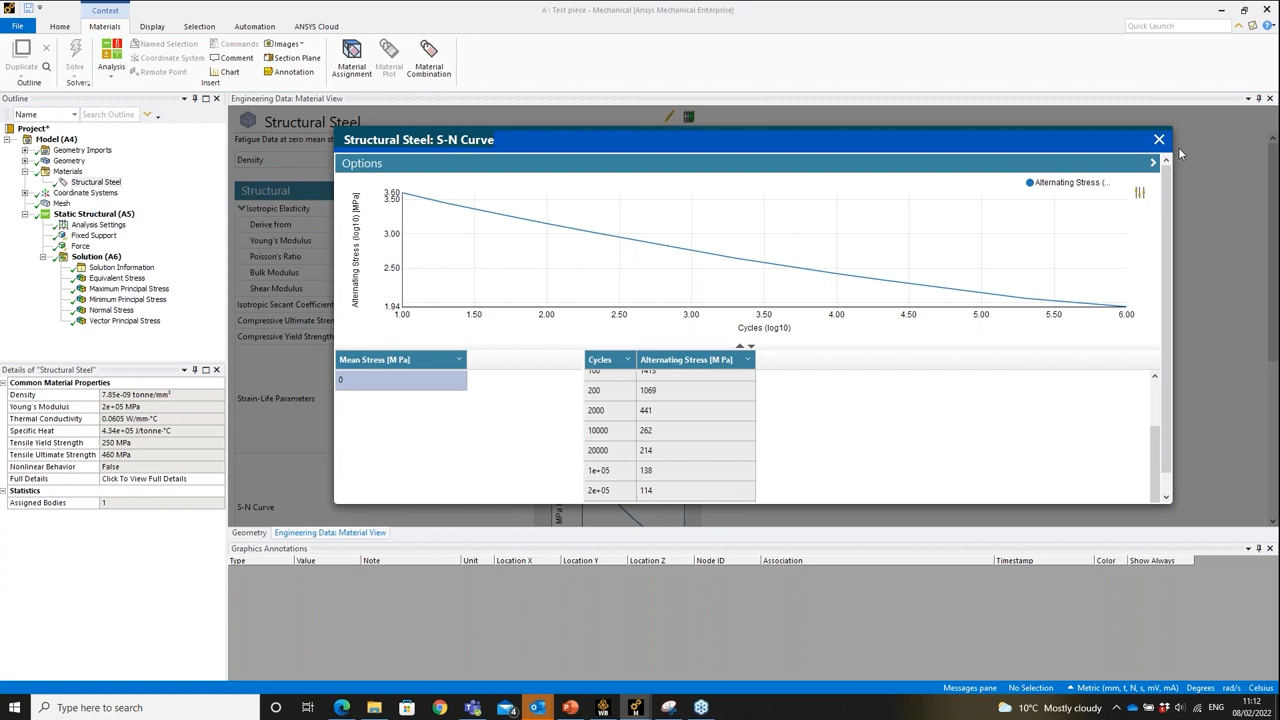 Context
A : Test piece - Mechanical [Ansys Mechanical Enterprise]
File Home Materials Display Selection Automation ANSYS Cloud
Quick Launch
Duplicate
Outline
Solve
Solver
Analysis
Named Selection Commands Images
Coordinate System Comment Section Plane
Remote Point Chart Annotation
Insert
Material Assignment
Material Plot
Material Combination
Outline
Name Search Outline
Project*
Model (A4)
Geometry Imports
Geometry
Materials
Structural Steel
Coordinate Systems
Mesh
Static Structural (A5)
Analysis Settings
Fixed Support
Force
Solution (A6)
Solution Information
Equivalent Stress
Maximum Principal Stress
Minimum Principal Stress
Normal Stress
Vector Principal Stress
Details of "Structural Steel"
Common Material Properties
Density 7.85e-09 tonne/mm³
Young's Modulus 2e+05 MPa
Thermal Conductivity 0.0605 W/mm·°C
Specific Heat 4.34e+05 mJ/tonne·°C
Tensile Yield Strength 250 MPa
Tensile Ultimate Strength 460 MPa
Nonlinear Behavior False
Full Details Click To View Full Details
Statistics
Assigned Bodies 1
Engineering Data: Material View
Structural Steel
Fatigue Data at zero mean st
Density
Structural
Isotropic Elasticity
Derive from
Young's Modulus
Poisson's Ratio
Bulk Modulus
Shear Modulus
Isotropic Secant Coefficient
Compressive Ultimate Stren
Compressive Yield Strength
Strain-Life Parameters
S-N Curve
Structural Steel: S-N Curve
Options
Alternating Stress (...
Alternating Stress (log10) [MPa]
3.60
3.50
3.00
2.50
1.94
1.00 1.50 2.00 2.50 3.00 3.50 4.00 4.50 5.00 5.50 6.00
Cycles (log10)
Mean Stress [M Pa]
0
Cycles Alternating Stress [M Pa]
100 1413
200 1069
2000 441
10000 262
20000 214
1e+05 138
2e+05 114
Geometry Engineering Data: Material View
Graphics Annotations
Type Value Note Unit Location X Location Y Location Z Node ID Association Timestamp Color Show Always
Messages pane No Selection Metric (mm, t, N, s, mV, mA) Degrees rad/s Celsius
Type here to search
10°C Mostly cloudy
11:12
08/02/2022